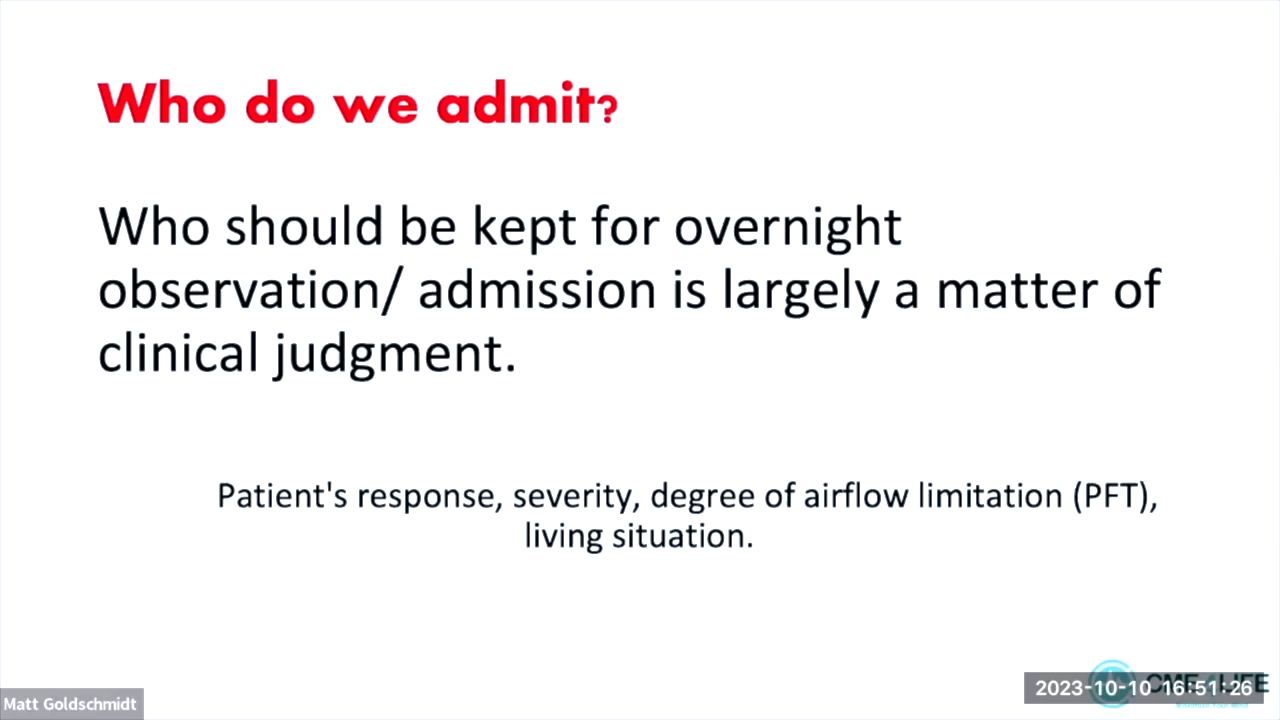 Who do we admit?
Who should be kept for overnight
observation/ admission is largely a matter of
clinical judgment.
Patient's response, severity, degree of airflow limitation (PFT),
living situation.
Matt Goldschmidt
CME4LIFE
2023-10-10 16:51:26